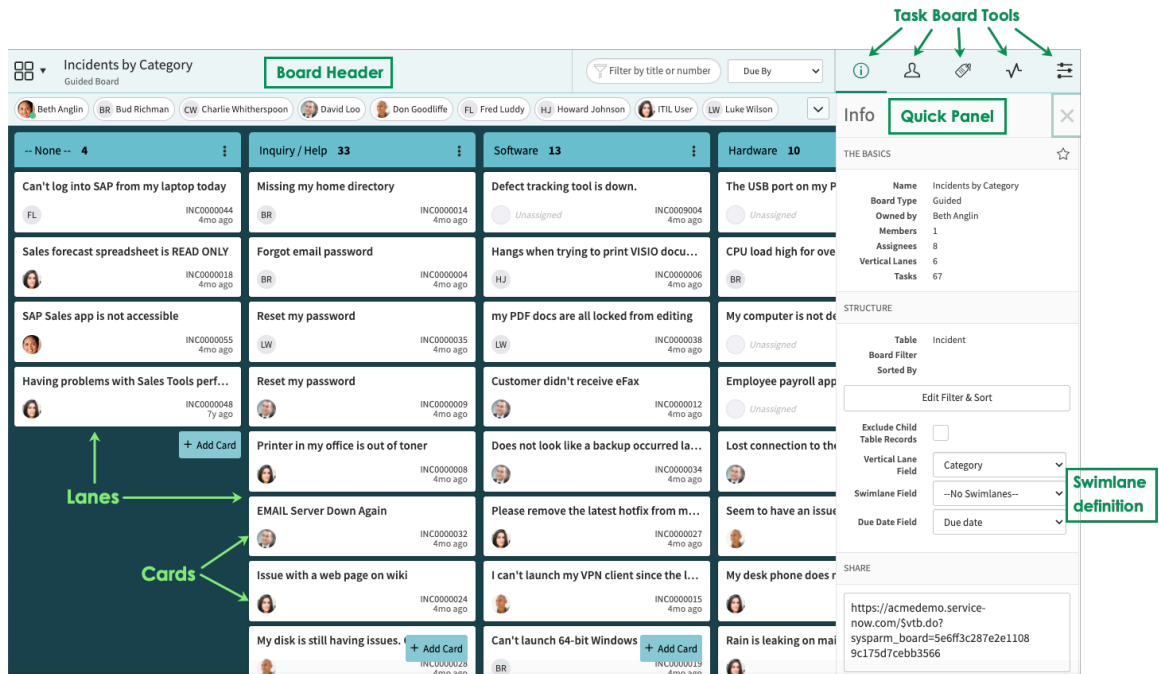 Task Board Tools
Incidents by Category
Guided Board
Board Header
Filter by title or number
Due By
Beth Anglin
BR Bud Richman
CW Charlie Whitherspoon
David Loo
Don Goodliffe
FL Fred Luddy
HJ Howard Johnson
ITIL User
LW Luke Wilson
Info
Quick Panel
-- None -- 4
Can't log into SAP from my laptop today
FL
INC0000044
4mo ago
Sales forecast spreadsheet is READ ONLY
INC0000018
4mo ago
SAP Sales app is not accessible
INC0000055
4mo ago
Having problems with Sales Tools perf...
INC0000048
7y ago
+ Add Card
Lanes
Cards
Inquiry / Help 33
Missing my home directory
BR
INC0000014
4mo ago
Forgot email password
BR
INC0000004
4mo ago
Reset my password
LW
INC0000035
4mo ago
Reset my password
INC0000009
4mo ago
Printer in my office is out of toner
INC0000008
4mo ago
EMAIL Server Down Again
INC0000032
4mo ago
Issue with a web page on wiki
INC0000024
4mo ago
My disk is still having issues.
+ Add Card
INC0000028
4mo ago
Software 13
Defect tracking tool is down.
Unassigned
INC0009004
4mo ago
Hangs when trying to print VISIO docu...
HJ
INC0000006
4mo ago
my PDF docs are all locked from editing
LW
INC0000038
4mo ago
Customer didn't receive eFax
INC0000012
4mo ago
Does not look like a backup occurred la...
INC0000034
4mo ago
Please remove the latest hotfix from m...
INC0000027
4mo ago
I can't launch my VPN client since the l...
INC0000015
4mo ago
Can't launch 64-bit Windows
+ Add Card
BR
INC0000019
4mo ago
Hardware 10
The USB port on my P
Unassigned
CPU load high for ove
BR
My computer is not de
Unassigned
Employee payroll app
Unassigned
Lost connection to the
Seem to have an issue
My desk phone does n
Rain is leaking on mai
THE BASICS
Name Incidents by Category
Board Type Guided
Owned by Beth Anglin
Members 1
Assignees 8
Vertical Lanes 6
Tasks 67
STRUCTURE
Table Incident
Board Filter
Sorted By
Edit Filter & Sort
Exclude Child
Table Records
Vertical Lane
Field
Category
Swimlane Field --No Swimlanes--
Swimlane
definition
Due Date Field Due date
SHARE
https://acmedemo.service-
now.com/$vtb.do?
sysparm_board=5e6ff3c287e2e1108
9c175d7cebb3566